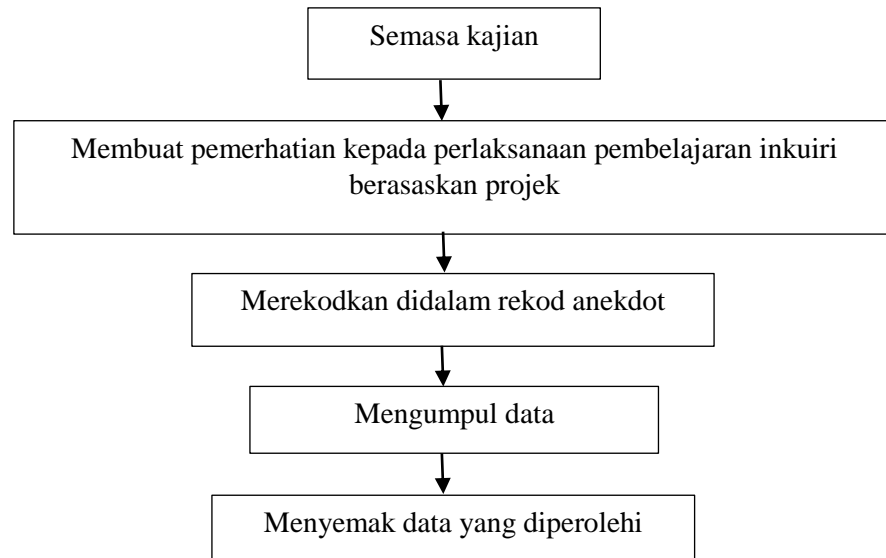 Semasa kajian
Membuat pemerhatian kepada perlaksanaan pembelajaran inkuiri
berasaskan projek
Merekodkan didalam rekod anekdot
Mengumpul data
Menyemak data yang diperolehi